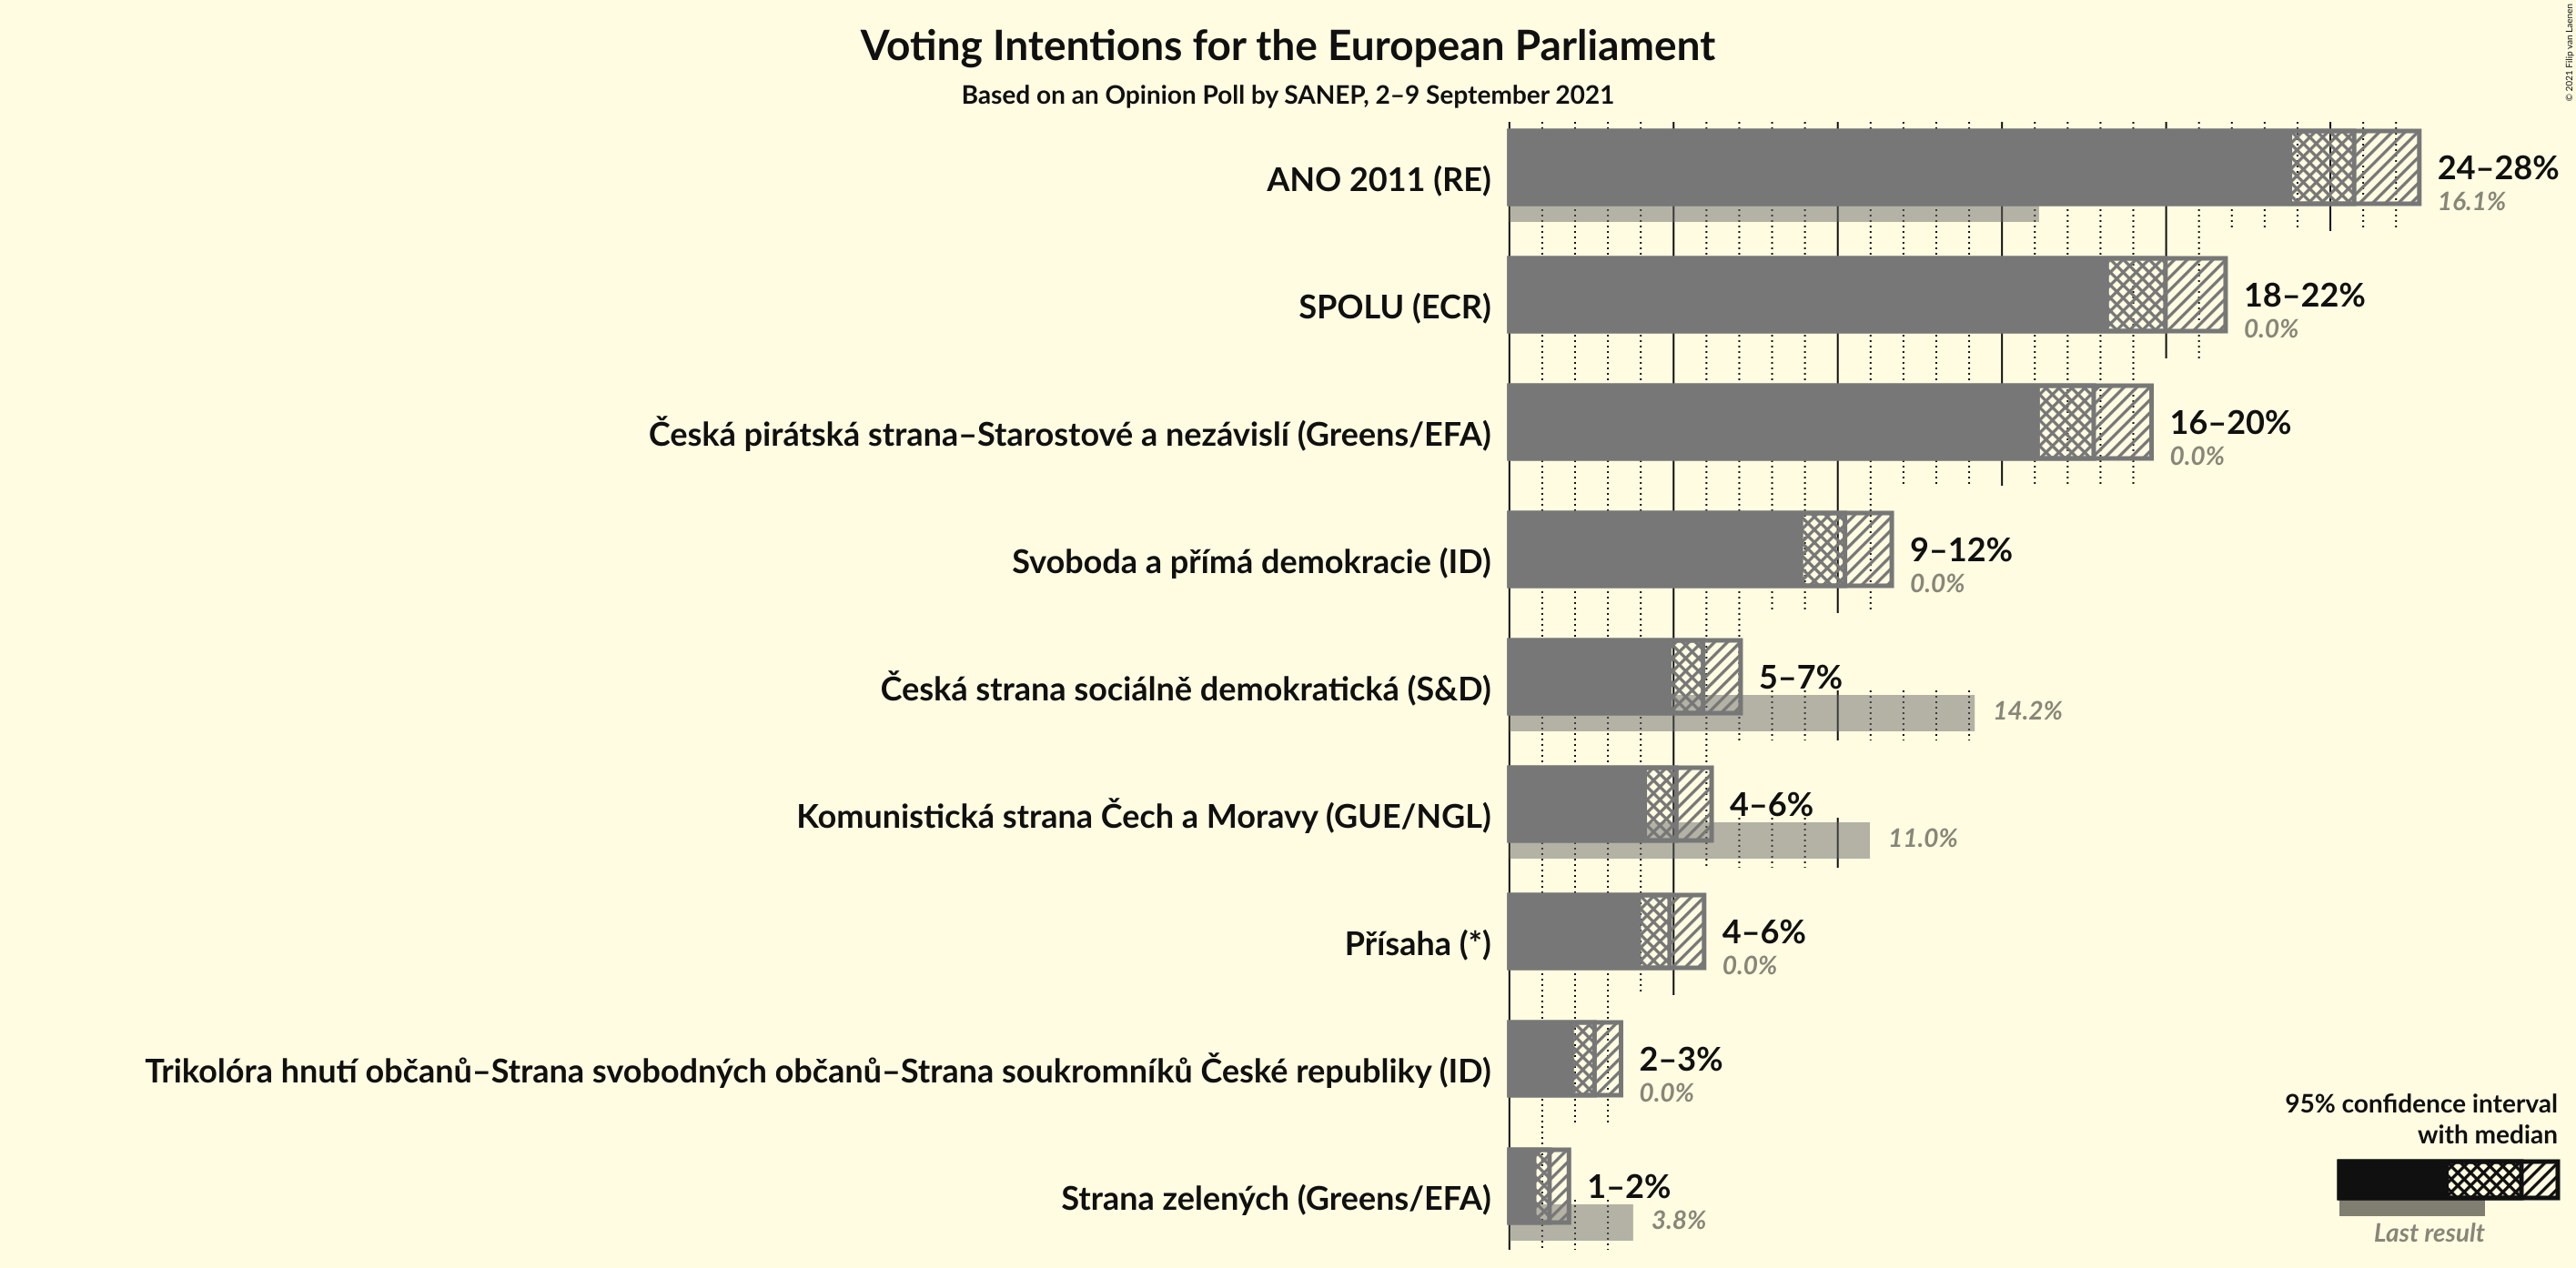 Voting Intentions for the European Parliament
Based on an Opinion Poll by SANEP, 2–9 September 2021
© 2021 Filip van Laenen
ANO 2011 (RE)
24–28%
16.1%
SPOLU (ECR)
18–22%
0.0%
Česká pirátská strana–Starostové a nezávislí (Greens/EFA)
16–20%
0.0%
Svoboda a přímá demokracie (ID)
9–12%
0.0%
Česká strana sociálně demokratická (S&D)
5–7%
14.2%
Komunistická strana Čech a Moravy (GUE/NGL)
4–6%
11.0%
Přísaha (*)
4–6%
0.0%
Trikolóra hnutí občanů–Strana svobodných občanů–Strana soukromníků České republiky (ID)
2–3%
0.0%
Strana zelených (Greens/EFA)
1–2%
3.8%
95% confidence interval
with median
Last result